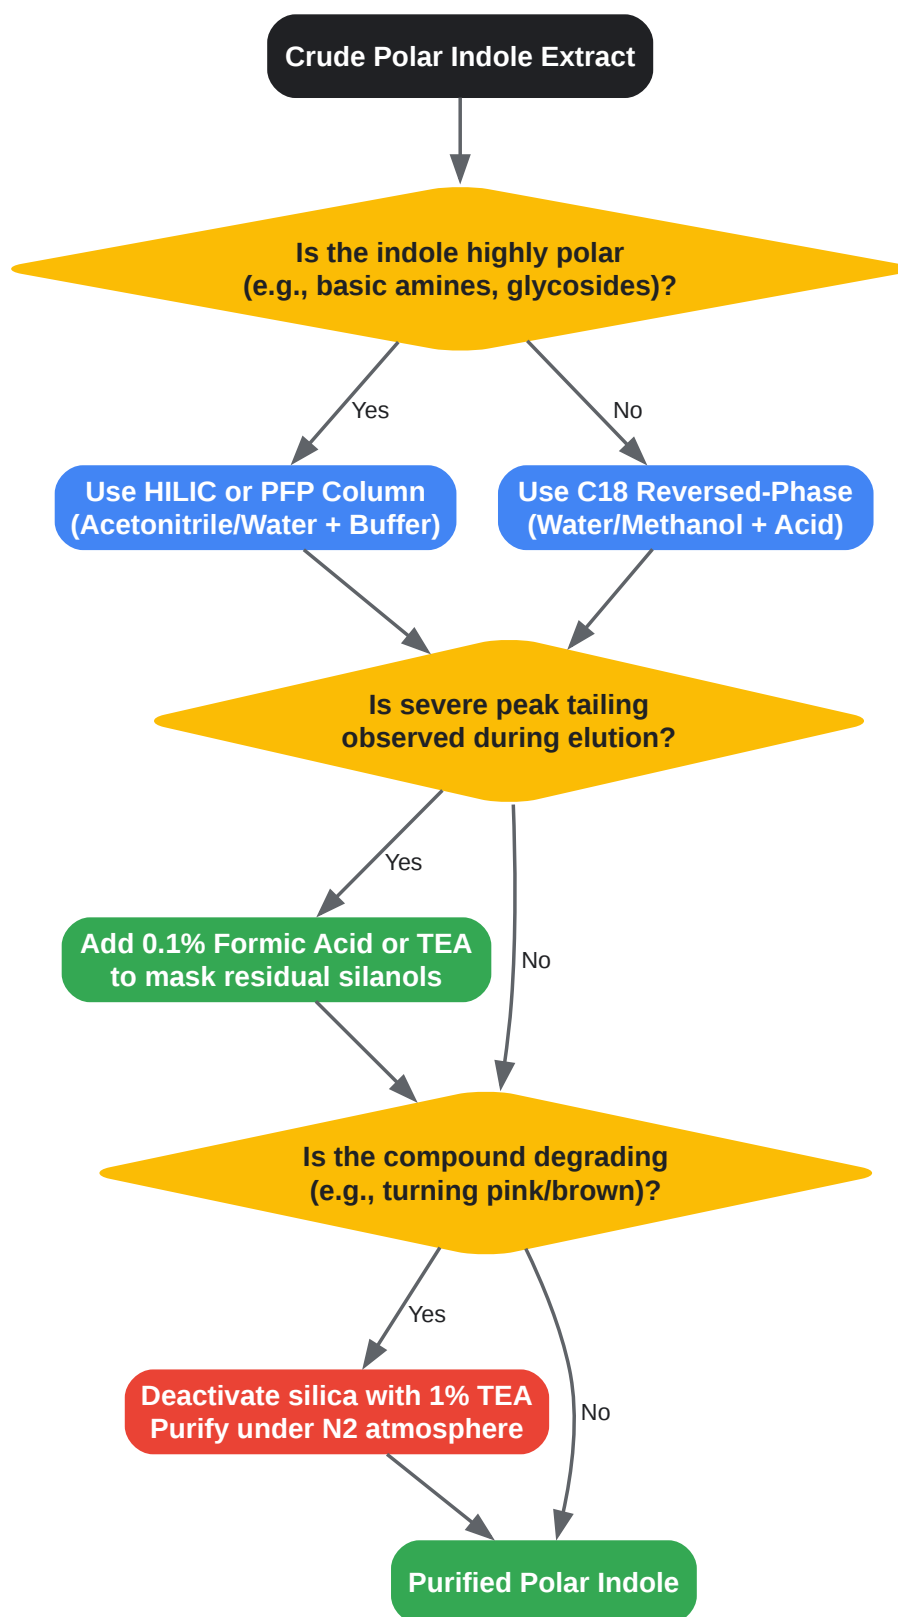 Crude Polar Indole Extract
Is the indole highly polar
(e.g., basic amines, glycosides)?
Yes
No
Use HILIC or PFP Column
(Acetonitrile/Water + Buffer)
Use C18 Reversed-Phase
(Water/Methanol + Acid)
Is severe peak tailing
observed during elution?
Yes
Add 0.1% Formic Acid or TEA
to mask residual silanols
No
Is the compound degrading
(e.g., turning pink/brown)?
Yes
Deactivate silica with 1% TEA
Purify under N2 atmosphere
No
Purified Polar Indole